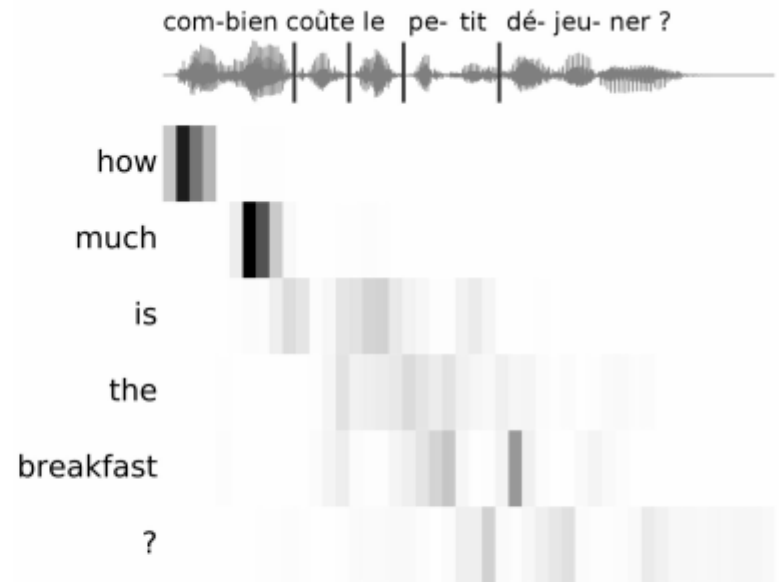 com-bien coûte le pe- tit dé- jeu- ner ?
how
much
is
the
breakfast
?